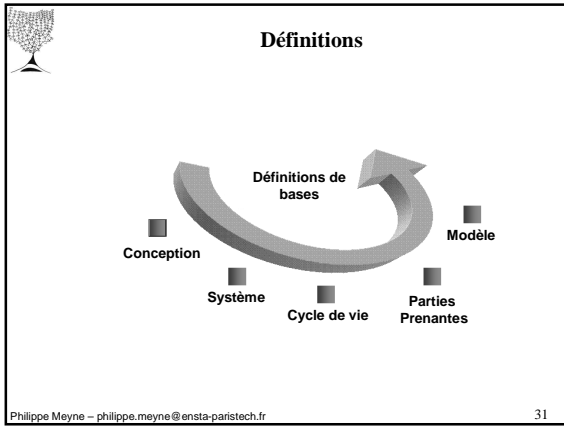 Définitions
Définitions de
bases
Conception
Système
Cycle de vie
Parties
Prenantes
Modèle
Philippe Meyne – philippe.meyne@ensta-paristech.fr
31